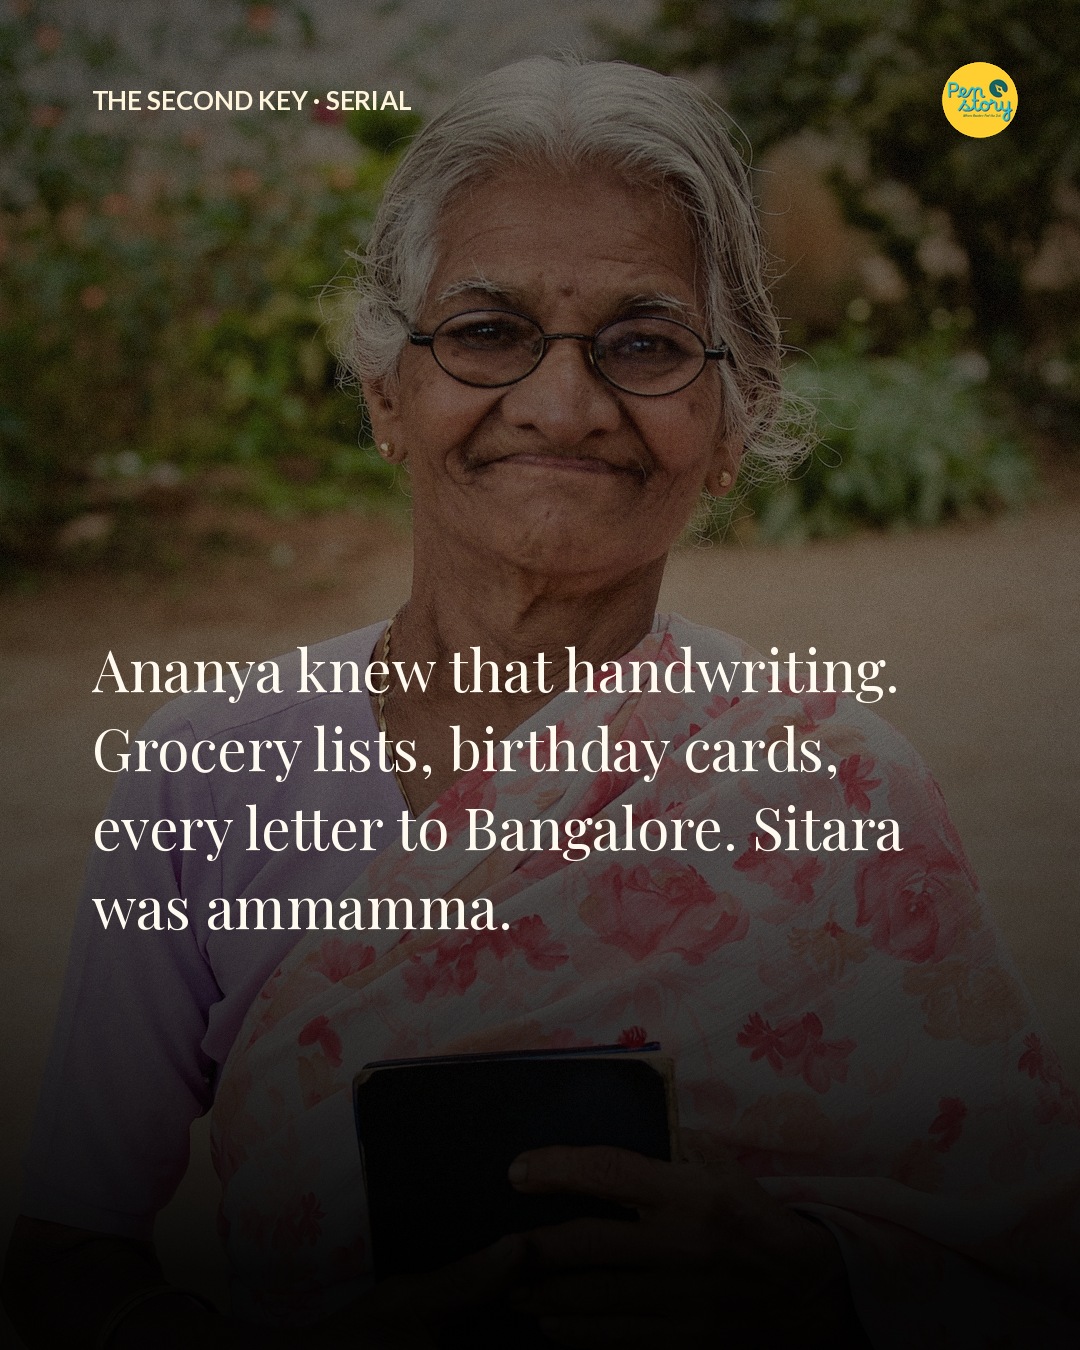 THE SECOND KEY · SERIAL
Pen
story
Ananya knew that handwriting.
Grocery lists, birthday cards,
every letter to Bangalore. Sitara
was ammamma.